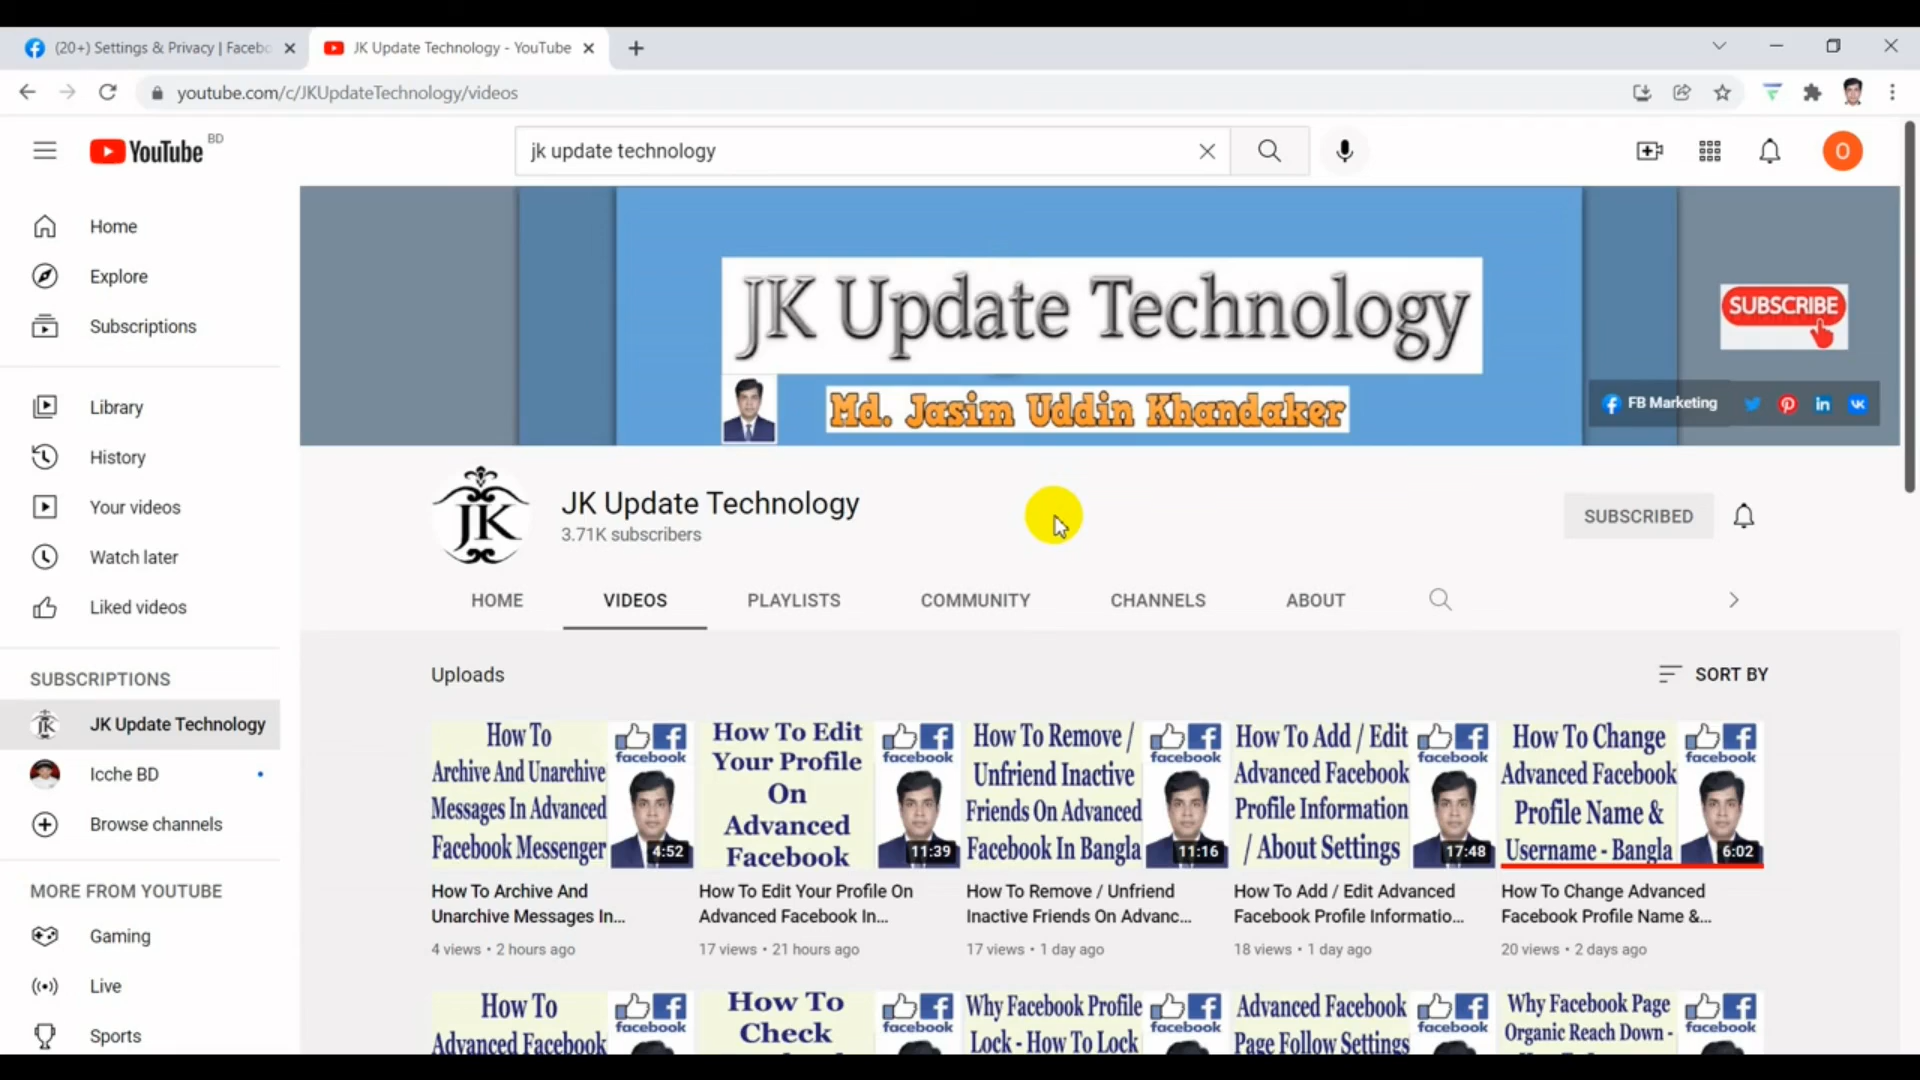 (20+) Settings & Privacy | Facebo
JK Update Technology - YouTube
youtube.com/c/JKUpdateTechnology/videos
YouTube BD
jk update technology
O
Home
Explore
Subscriptions
Library
History
Your videos
Watch later
Liked videos
SUBSCRIPTIONS
JK Update Technology
Icche BD
Browse channels
MORE FROM YOUTUBE
Gaming
Live
Sports
JK Update Technology
SUBSCRIBE
Md. Jasim Uddin Khandaker
FB Marketing
JK
JK Update Technology
3.71K subscribers
SUBSCRIBED
HOME
VIDEOS
PLAYLISTS
COMMUNITY
CHANNELS
ABOUT
Uploads
SORT BY
How To
Archive And Unarchive
Messages In Advanced
Facebook Messenger
facebook
4:52
How To Archive And
Unarchive Messages In...
4 views • 2 hours ago
How To Edit
Your Profile
On
Advanced
Facebook
facebook
11:39
How To Edit Your Profile On
Advanced Facebook In...
17 views • 21 hours ago
How To Remove /
Unfriend Inactive
Friends On Advanced
Facebook In Bangla
facebook
11:16
How To Remove / Unfriend
Inactive Friends On Advanc...
17 views • 1 day ago
How To Add / Edit
Advanced Facebook
Profile Information
/ About Settings
facebook
17:48
How To Add / Edit Advanced
Facebook Profile Informatio...
18 views • 1 day ago
How To Change
Advanced Facebook
Profile Name &
Username - Bangla
facebook
6:02
How To Change Advanced
Facebook Profile Name &...
20 views • 2 days ago
How To
Advanced Facebook
facebook
How To
Check
facebook
Why Facebook Profile
Lock - How To Lock
facebook
Advanced Facebook
Page Follow Settings
facebook
Why Facebook Page
Organic Reach Down -
facebook